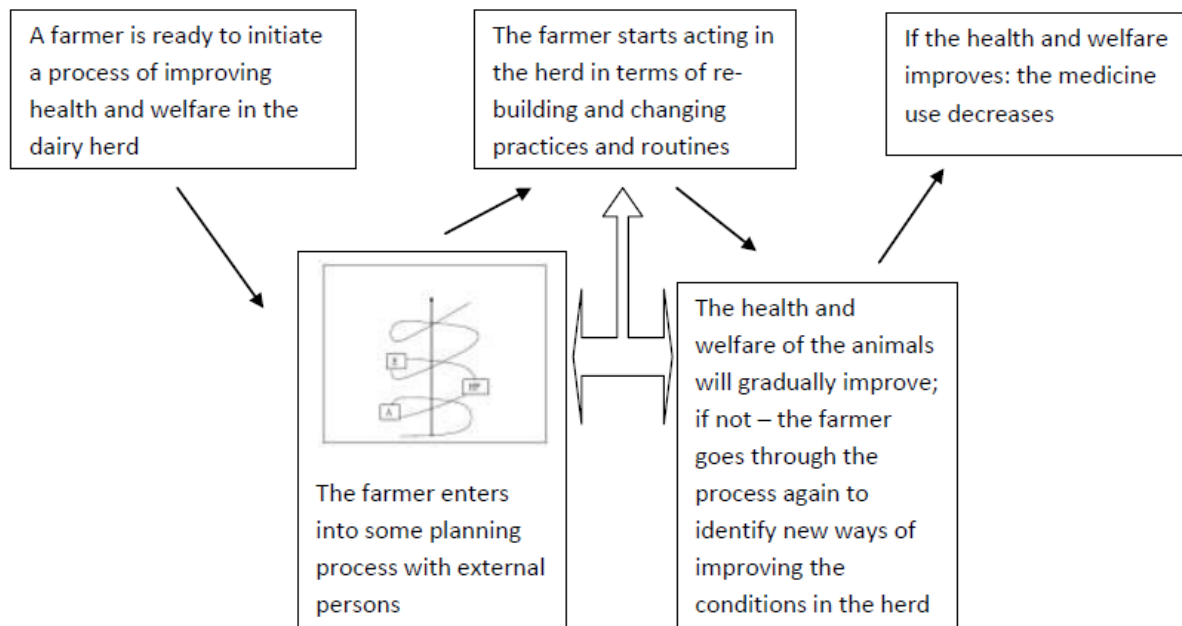 A farmer is ready to initiate
a process of improving
health and welfare in the
dairy herd
The farmer starts acting in
the herd in terms of re-
building and changing
practices and routines
If the health and welfare
improves: the medicine
use decreases
A
The farmer enters
into some planning
process with external
persons
The health and
welfare of the animals
will gradually improve;
if not – the farmer
goes through the
process again to
identify new ways of
improving the
conditions in the herd